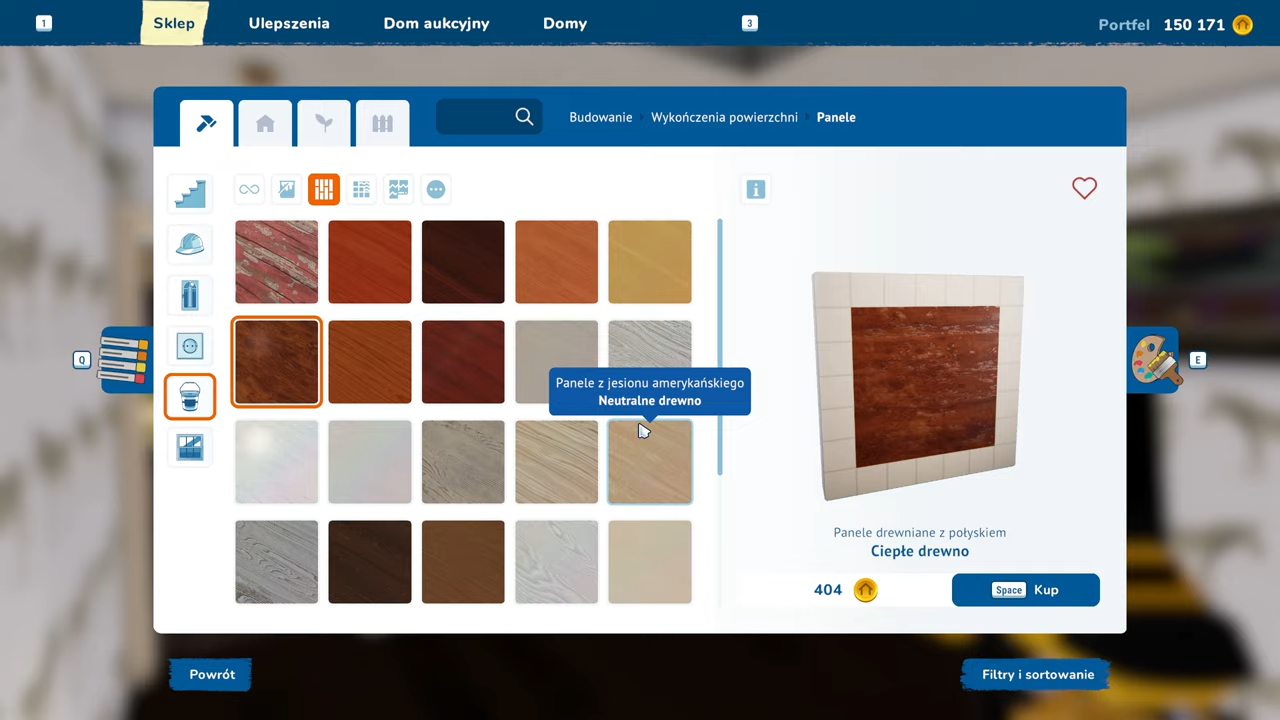 1
Sklep
Ulepszenia
Dom aukcyjny
Domy
3
Portfel 150 171
Budowanie Wykończenia powierzchni Panele
Q
E
Panele z jesionu amerykańskiego
Neutralne drewno
Panele drewniane z połyskiem
Ciepłe drewno
404
Space Kup
Powrót
Filtry i sortowanie